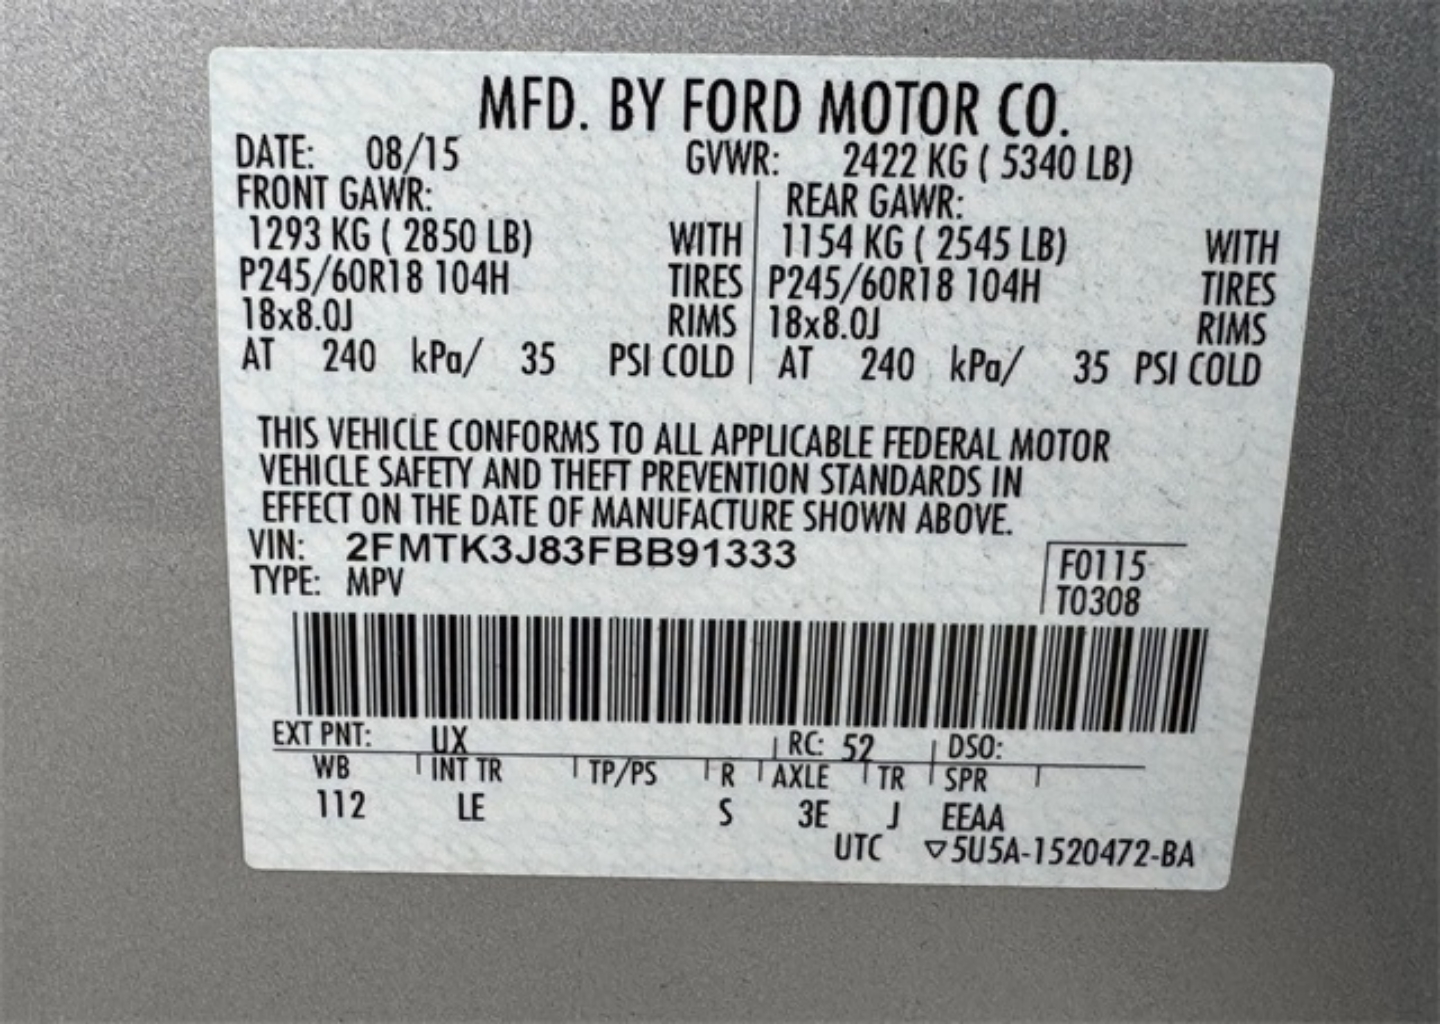 MFD. BY FORD MOTOR CO.
DATE: 08/15 GVWR: 2422 KG ( 5340 LB)
FRONT GAWR: REAR GAWR:
1293 KG ( 2850 LB) WITH 1154 KG ( 2545 LB) WITH
P245/60R18 104H TIRES P245/60R18 104H TIRES
18x8.0J RIMS 18x8.0J RIMS
AT 240 kPa/ 35 PSI COLD AT 240 kPa/ 35 PSI COLD
THIS VEHICLE CONFORMS TO ALL APPLICABLE FEDERAL MOTOR
VEHICLE SAFETY AND THEFT PREVENTION STANDARDS IN
EFFECT ON THE DATE OF MANUFACTURE SHOWN ABOVE.
VIN: 2FMTK3J83FBB91333 F0115
TYPE: MPV T0308
EXT PNT: UX RC: 52 DSO:
WB INT TR TP/PS R AXLE TR SPR
112 LE S 3E J EEAA
UTC ▽5U5A-1520472-BA